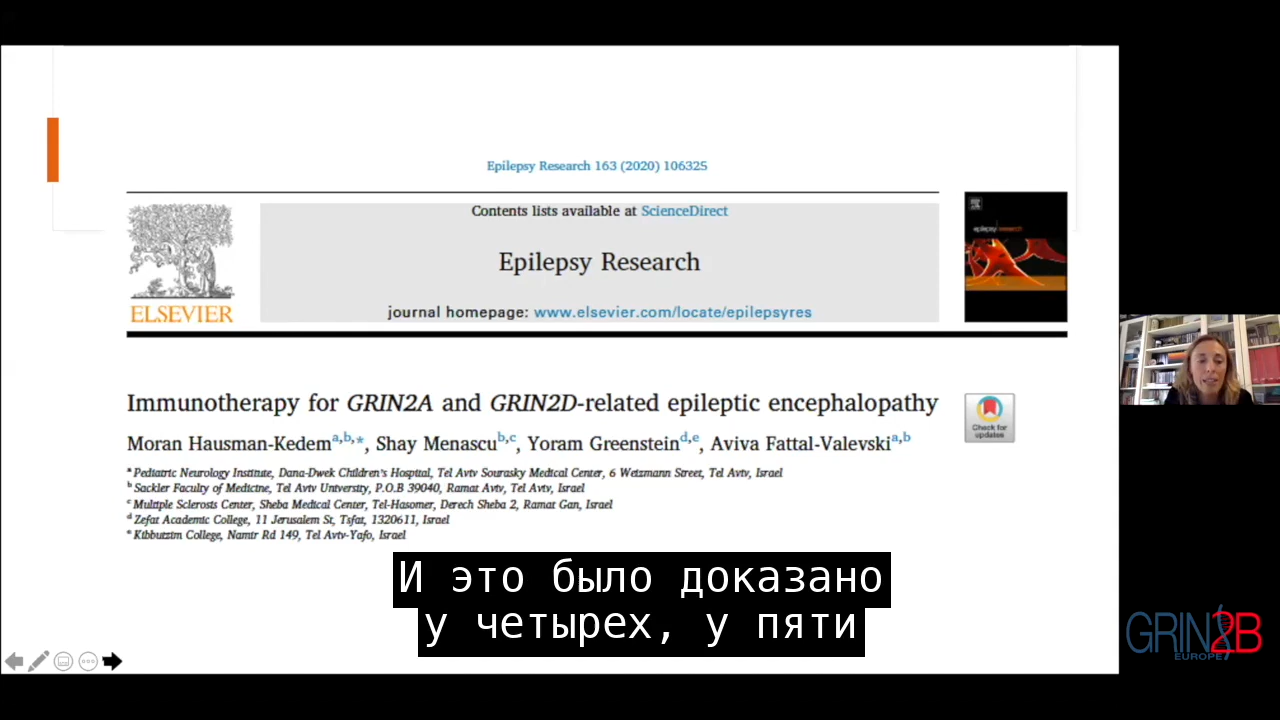 Epilepsy Research 163 (2020) 106325
Contents lists available at ScienceDirect
Epilepsy Research
journal homepage: www.elsevier.com/locate/epilepsyres
ELSEVIER
epilepsy research
Immunotherapy for GRIN2A and GRIN2D-related epileptic encephalopathy
Check for
updates
Moran Hausman-Kedem a,b,*, Shay Menascu b,c, Yoram Greenstein d,e, Aviva Fattal-Valevski a,b
a Pediatric Neurology Institute, Dana-Dwek Children's Hospital, Tel Aviv Sourasky Medical Center, 6 Weizmann Street, Tel Aviv, Israel
b Sackler Faculty of Medicine, Tel Aviv University, P.O.B 39040, Ramat Aviv, Tel Aviv, Israel
c Multiple Sclerosis Center, Sheba Medical Center, Tel-Hasomer, Derech Sheba 2, Ramat Gan, Israel
d Zefat Academic College, 11 Jerusalem St, Tsfat, 1320611, Israel
e Kibbutzim College, Namir Rd 149, Tel Aviv-Yafo, Israel
И это было доказано
у четырех, у пяти
GRIN2B
EUROPE